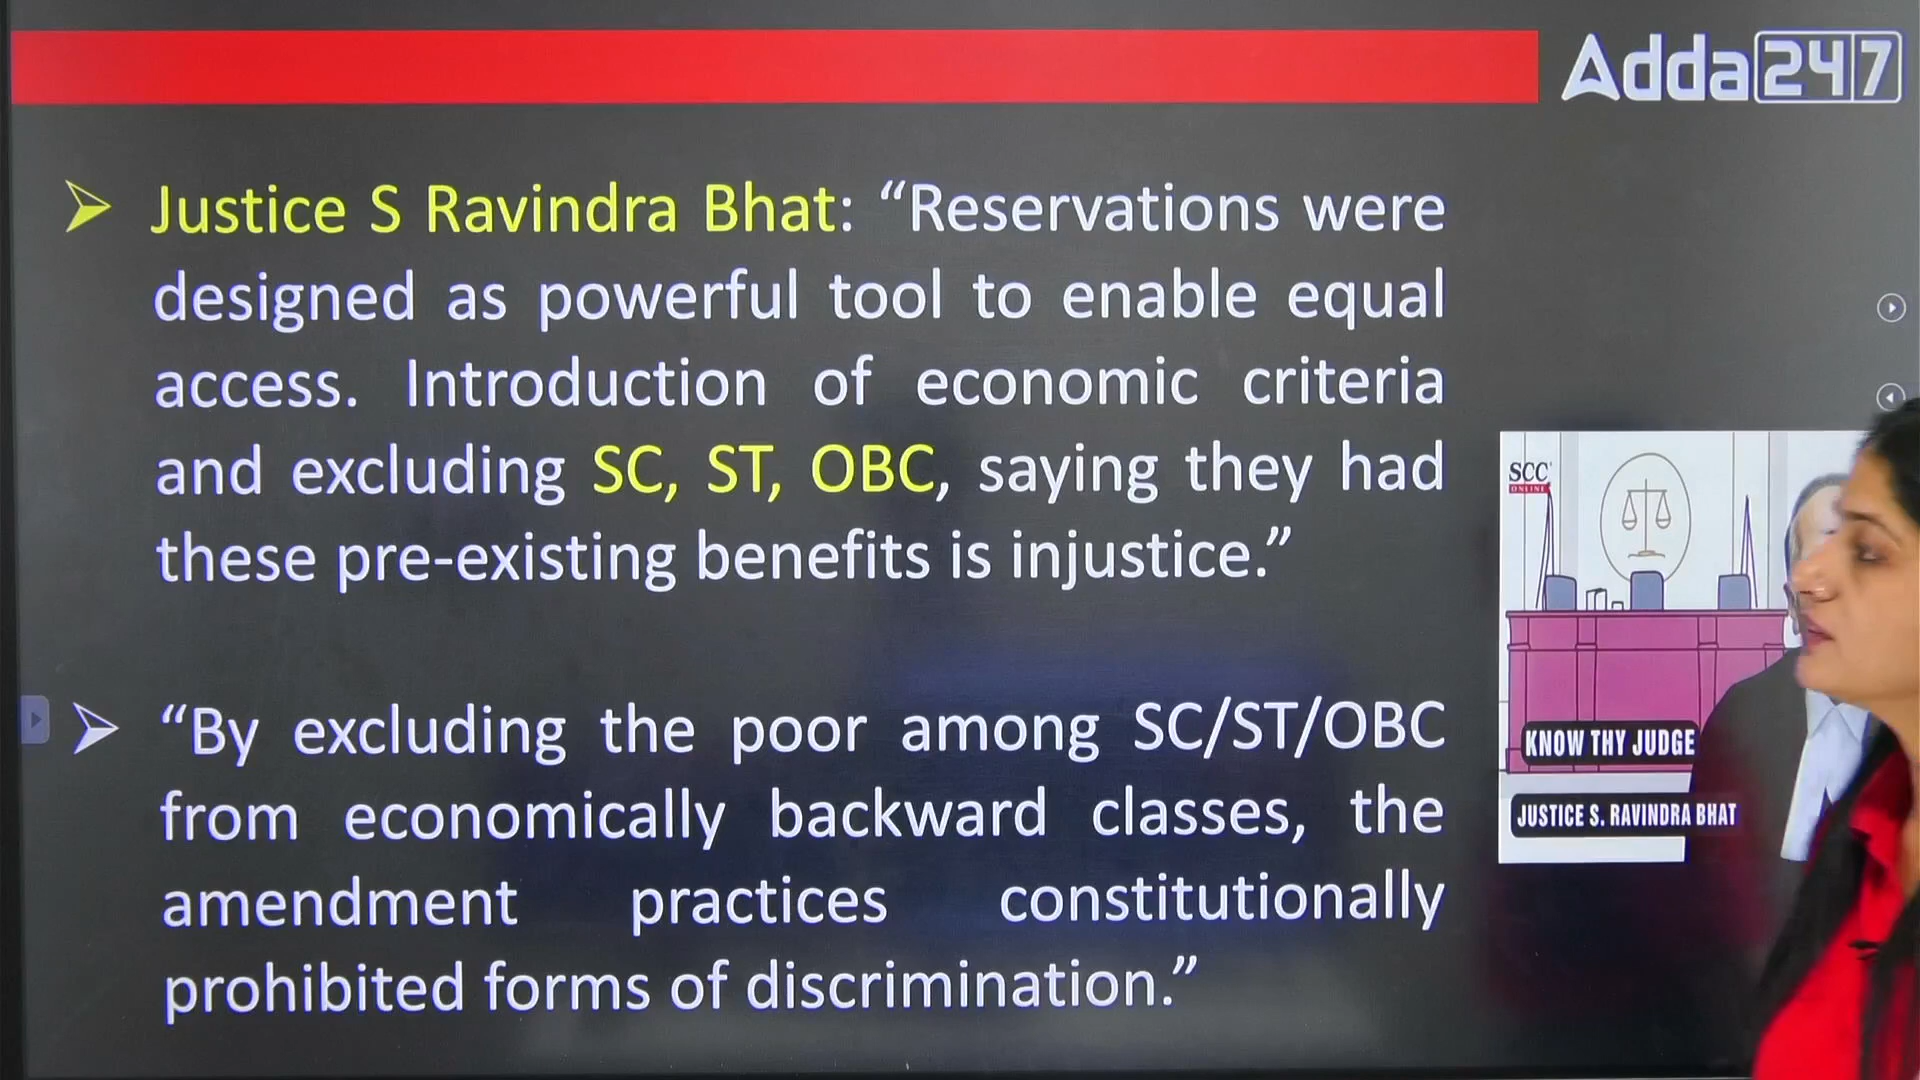 Adda247
Justice S Ravindra Bhat: “Reservations were
designed as powerful tool to enable equal
access. Introduction of economic criteria
and excluding SC, ST, OBC, saying they had
these pre-existing benefits is injustice.”
“By excluding the poor among SC/ST/OBC
from economically backward classes, the
amendment practices constitutionally
prohibited forms of discrimination.”
SCC
ONLINE
KNOW THY JUDGE
JUSTICE S. RAVINDRA BHAT